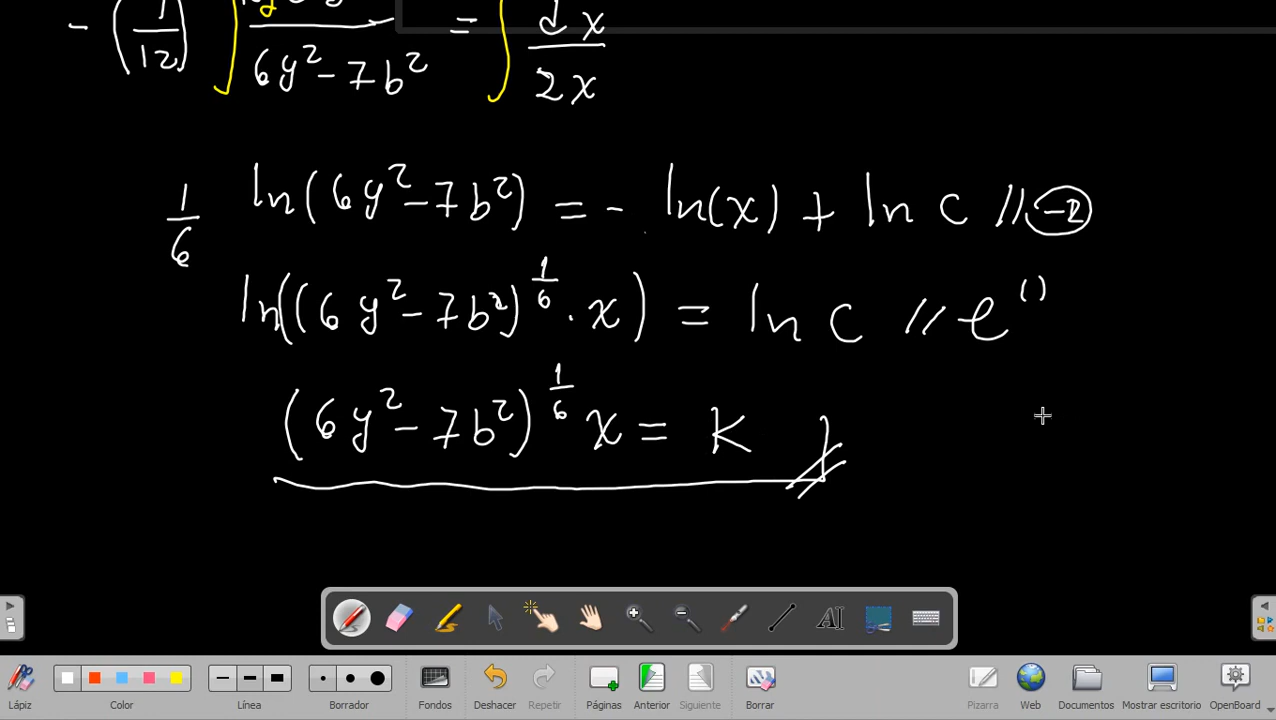 - (1/12) ∫ / 6y² - 7b² = ∫ dx / 2x
1/6 ln(6y² - 7b²) = - ln(x) + ln c // -2
ln((6y² - 7b²)^(1/6) · x) = ln c // e^()
(6y² - 7b²)^(1/6) x = K
Lápiz
Color
Línea
Borrador
Fondos
Deshacer
Repetir
Páginas
Anterior
Siguiente
Borrar
Pizarra
Web
Documentos
Mostrar escritorio
OpenBoard